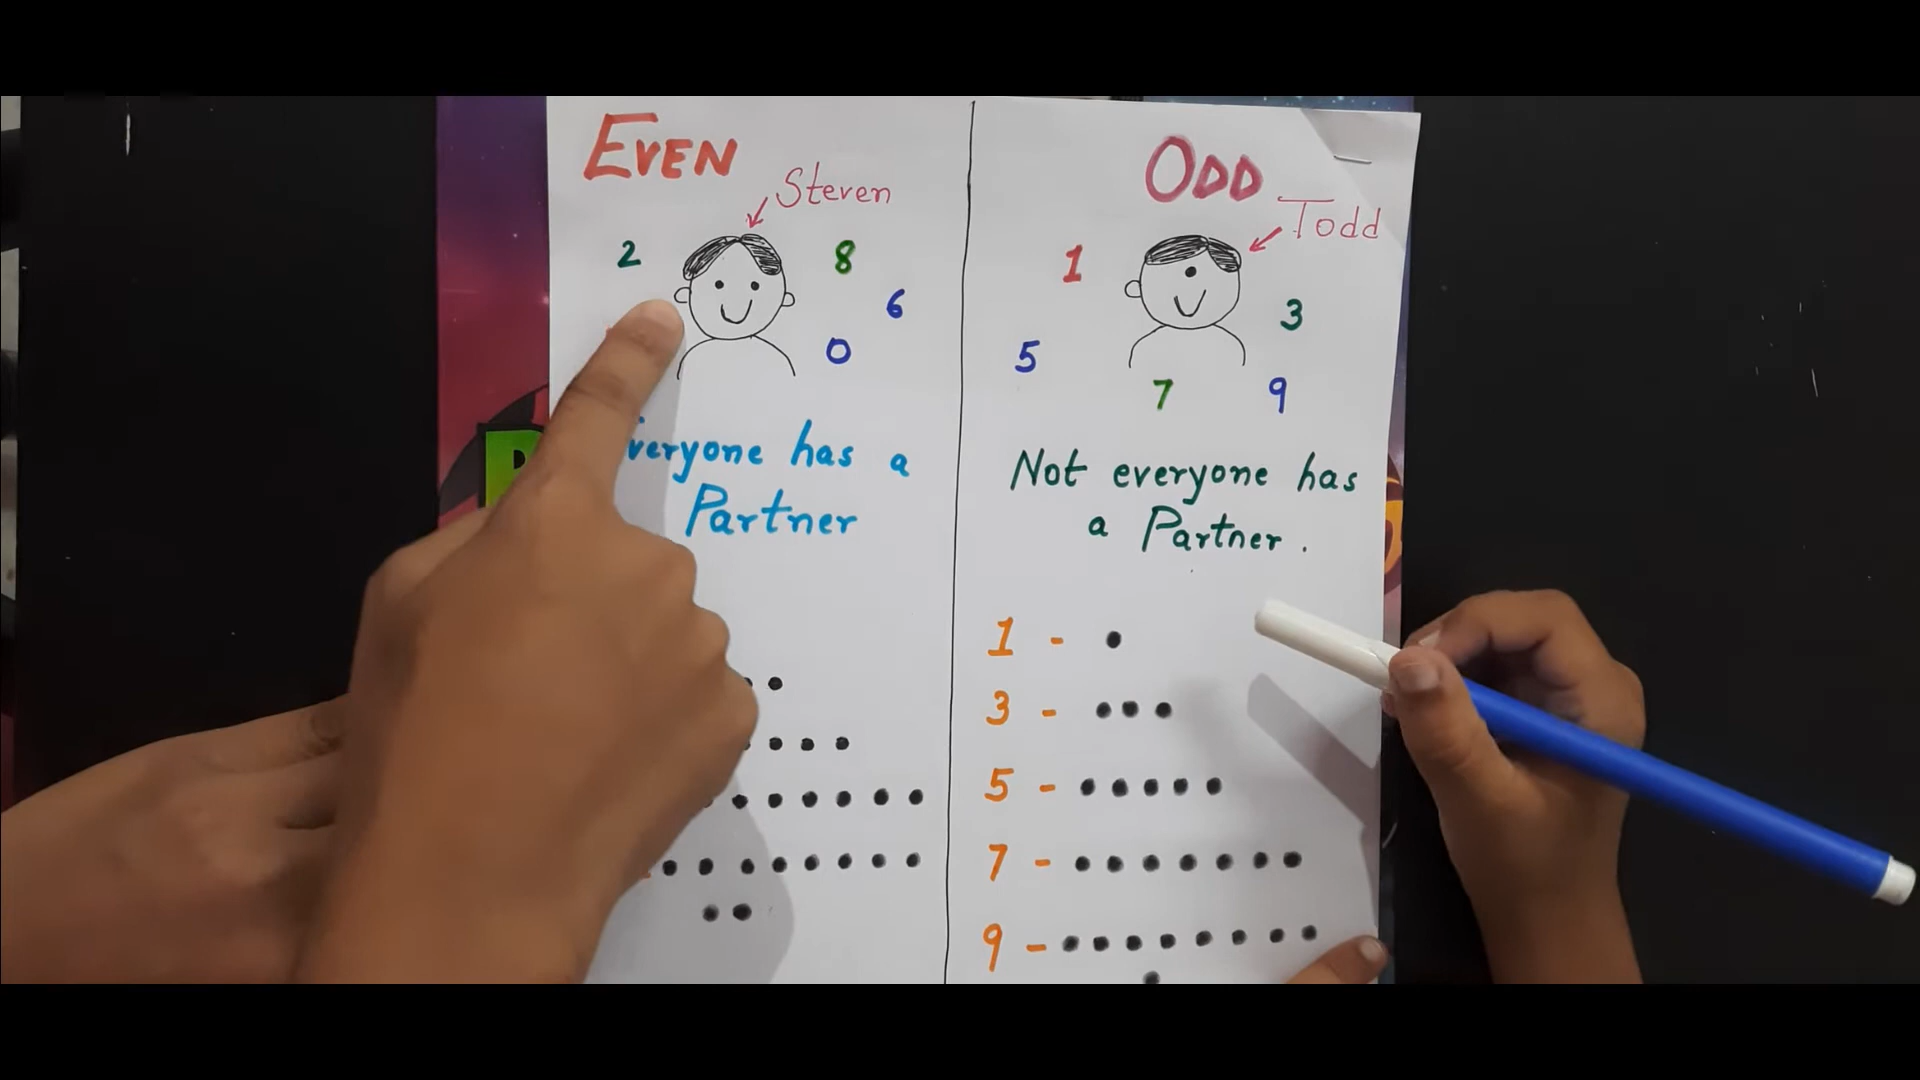 EVEN
Steven
2
8
6
0
veryone has a
Partner
ODD
Todd
1
3
5
7
9
Not everyone has
a Partner.
1 -
3 -
5 -
7 -
9 -